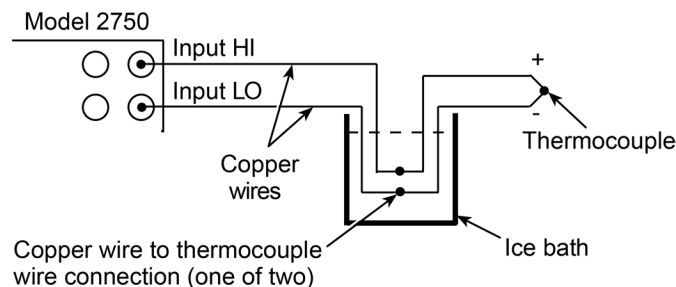 Model 2750
Input HI
Input LO
+
-
Thermocouple
Copper
wires
Copper wire to thermocouple
wire connection (one of two)
Ice bath